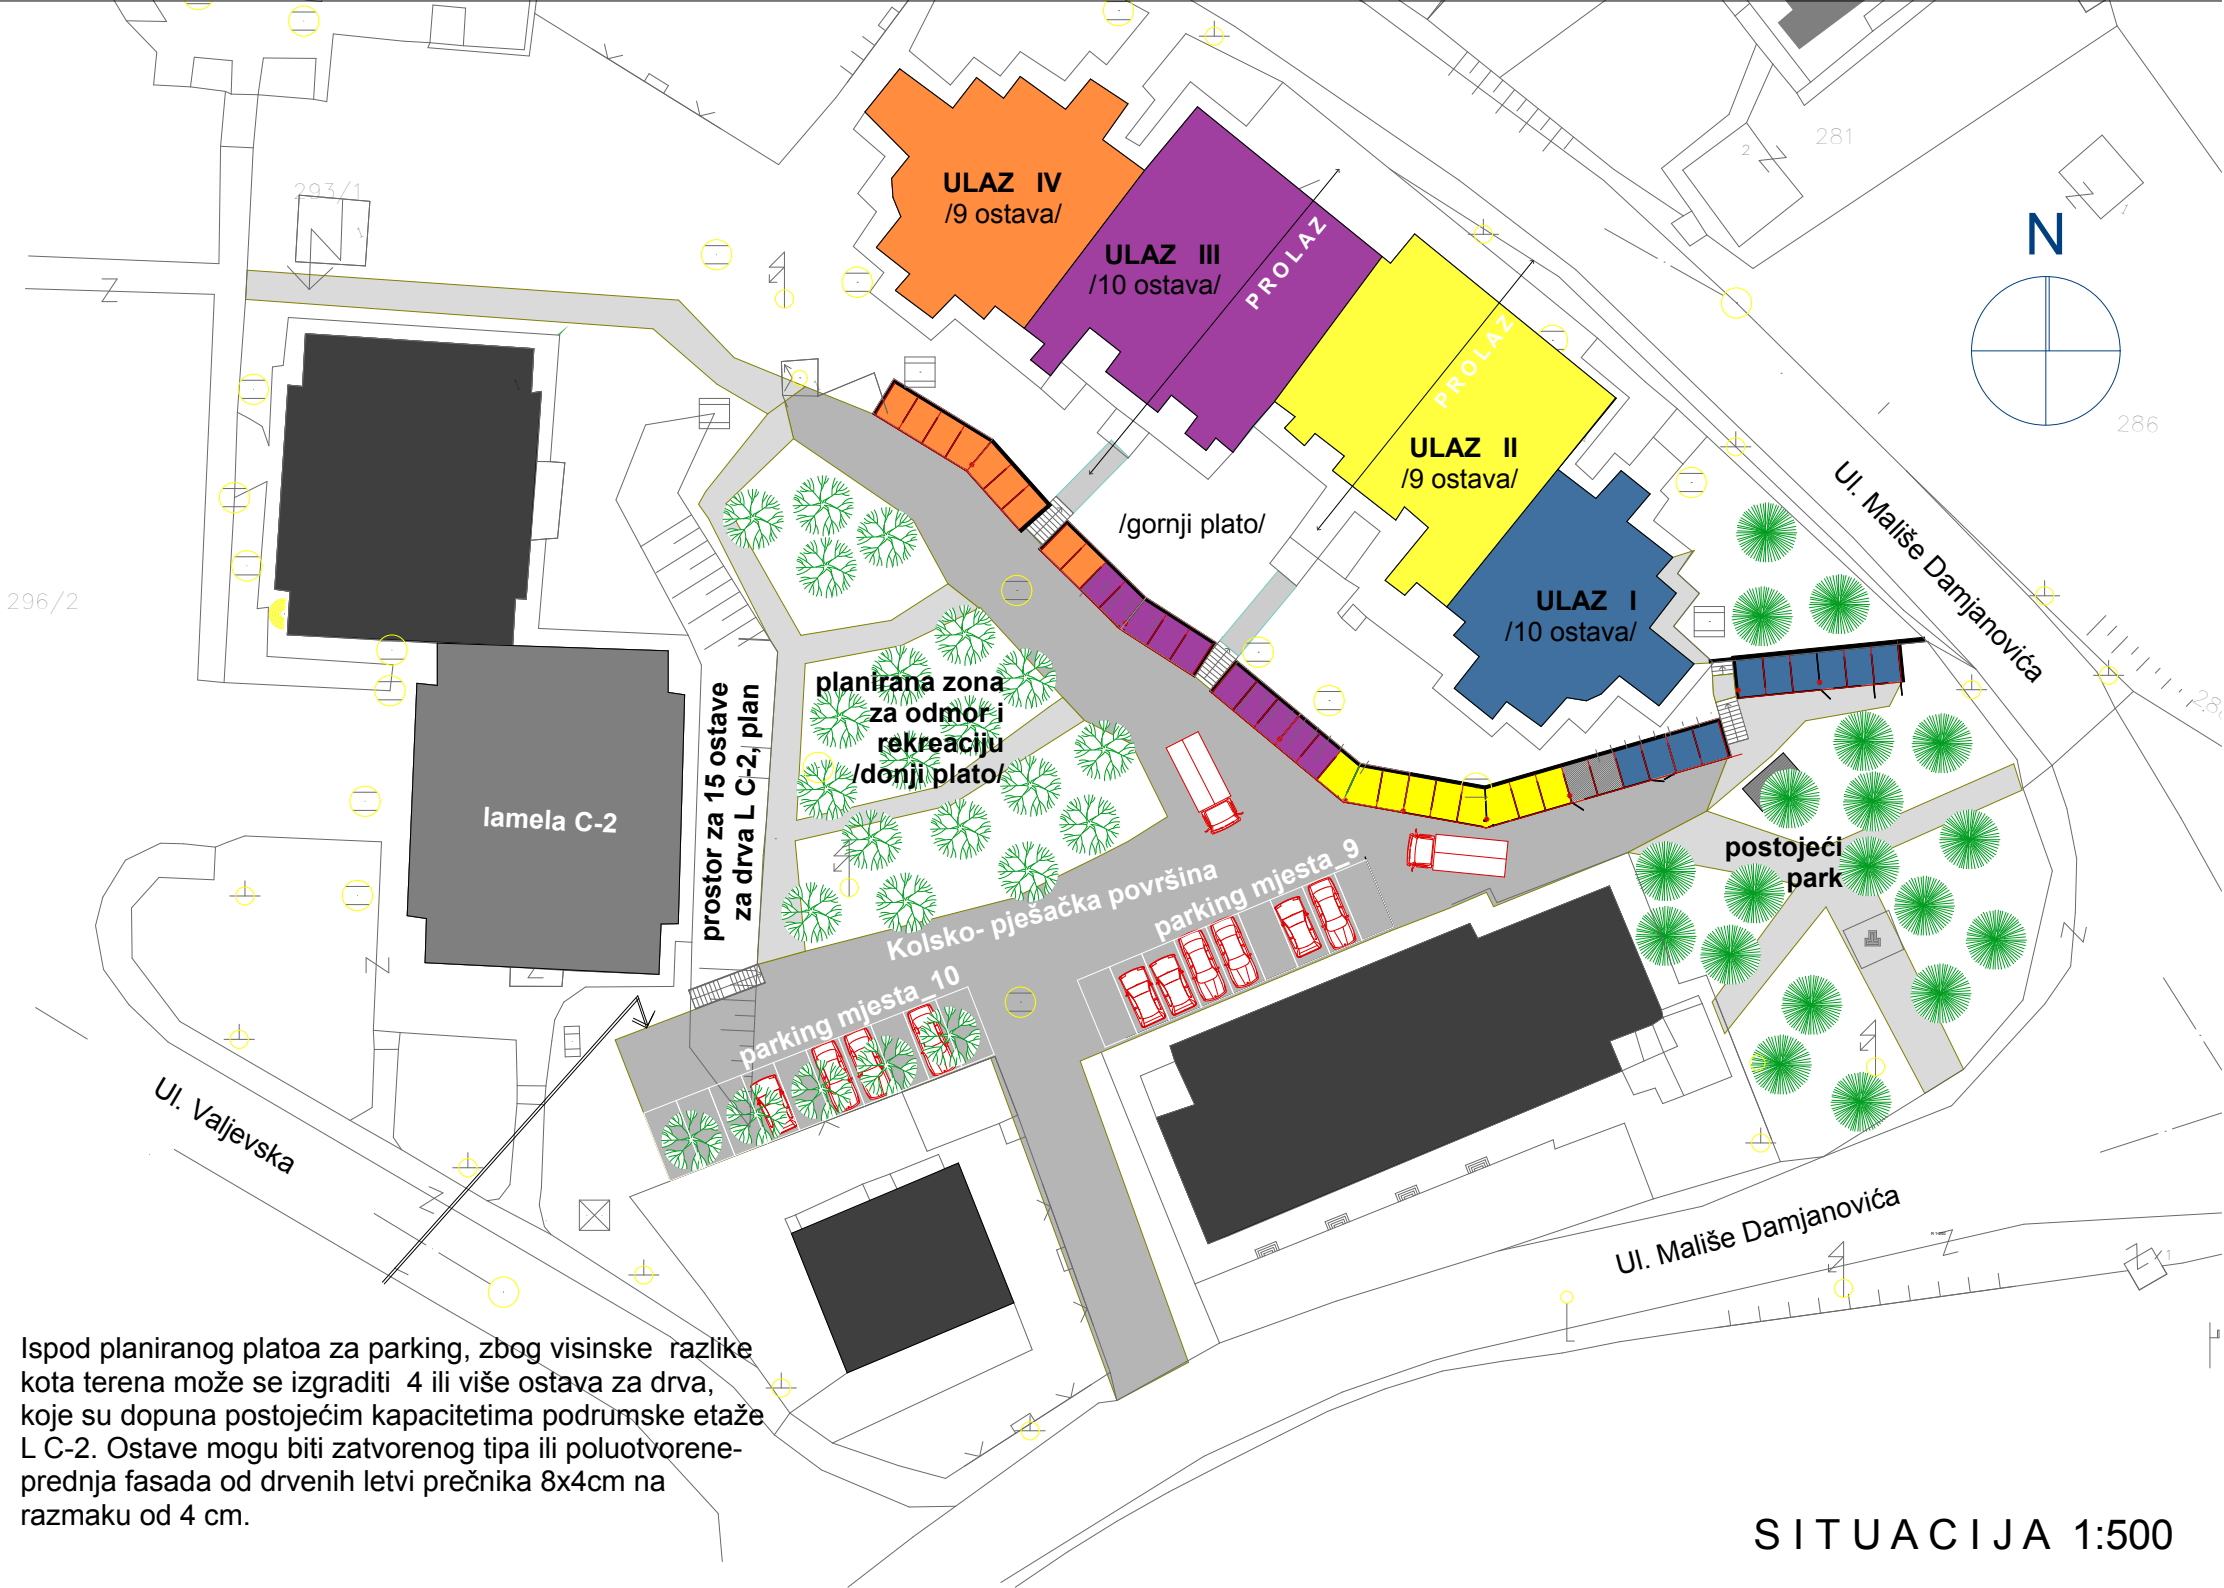 293/1
1
296/2
281
2
1
286
N
ULAZ IV
/9 ostava/
ULAZ III
/10 ostava/
PROLAZ
PROLAZ
ULAZ II
/9 ostava/
ULAZ I
/10 ostava/
/gornji plato/
Ul. Mališe Damjanovića
planirana zona
za odmor i
rekreaciju
/donji plato/
prostor za 15 ostave
za drva L C-2, plan
lamela C-2
postojeći
park
Kolsko- pješačka površina
parking mjesta_9
parking mjesta_10
Ul. Valjevska
Ul. Mališe Damjanovića
Ispod planiranog platoa za parking, zbog visinske razlike
kota terena može se izgraditi 4 ili više ostava za drva,
koje su dopuna postojećim kapacitetima podrumske etaže
L C-2. Ostave mogu biti zatvorenog tipa ili poluotvorene-
prednja fasada od drvenih letvi prečnika 8x4cm na
razmaku od 4 cm.
SITUACIJA 1:500